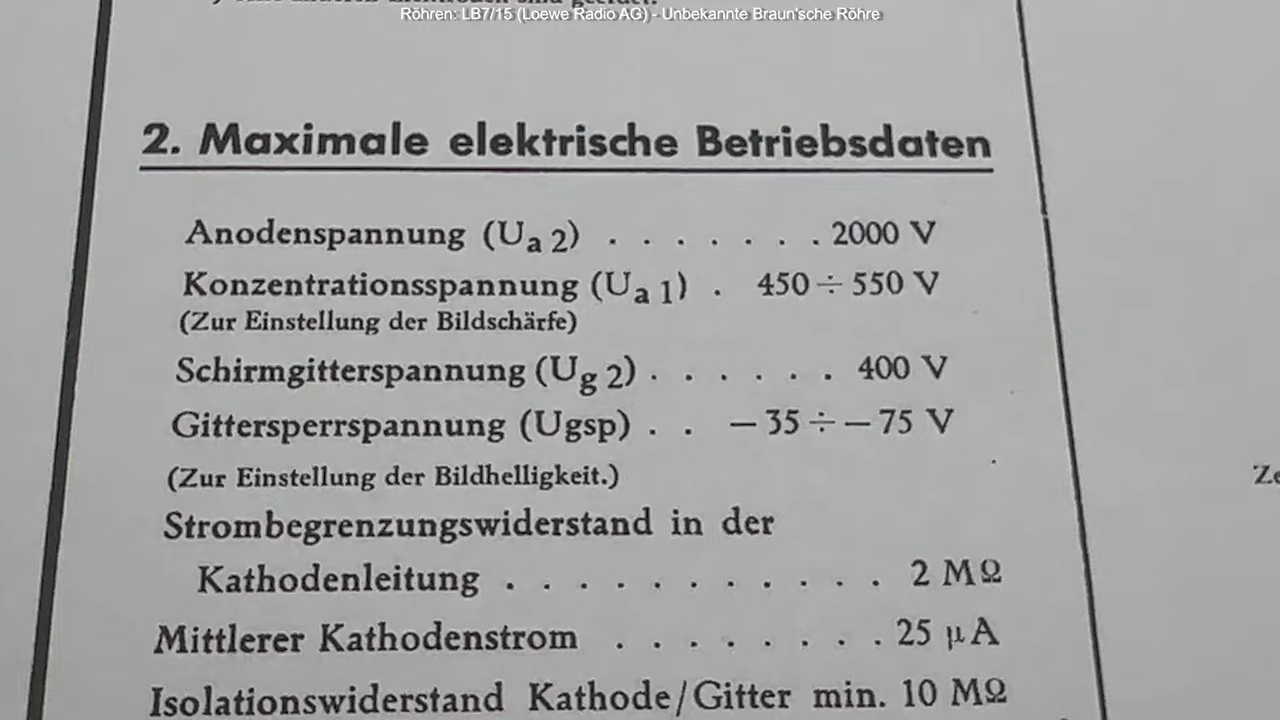 Röhren: LB7/15 (Loewe Radio AG) - Unbekannte Braun'sche Röhre
2. Maximale elektrische Betriebsdaten
Anodenspannung (Ua 2) . . . . . . . 2000 V
Konzentrationsspannung (Ua 1) . 450 ÷ 550 V
(Zur Einstellung der Bildschärfe)
Schirmgitterspannung (Ug 2) . . . . . . 400 V
Gittersperrspannung (Ugsp) . . — 35 ÷ — 75 V
(Zur Einstellung der Bildhelligkeit.)
Strombegrenzungswiderstand in der
Kathodenleitung . . . . . . . . . . . 2 MΩ
Mittlerer Kathodenstrom . . . . . . . . 25 µA
Isolationswiderstand Kathode/Gitter min. 10 MΩ